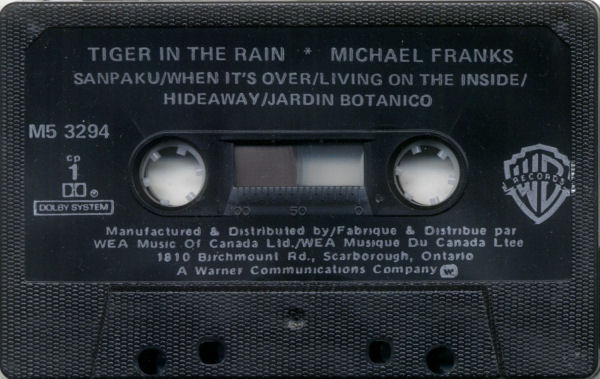 TIGER IN THE RAIN * MICHAEL FRANKS
SANPAKU/WHEN IT'S OVER/LIVING ON THE INSIDE/
HIDEAWAY/JARDIN BOTANICO
M5 3294
cp
1
DOLBY SYSTEM
100 50 0
WB
RECORDS
Manufactured & Distributed by/Fabrique & Distribue par
WEA Music Of Canada Ltd./WEA Musique Du Canada Ltee
1810 Birchmount Rd., Scarborough, Ontario
A Warner Communications Company